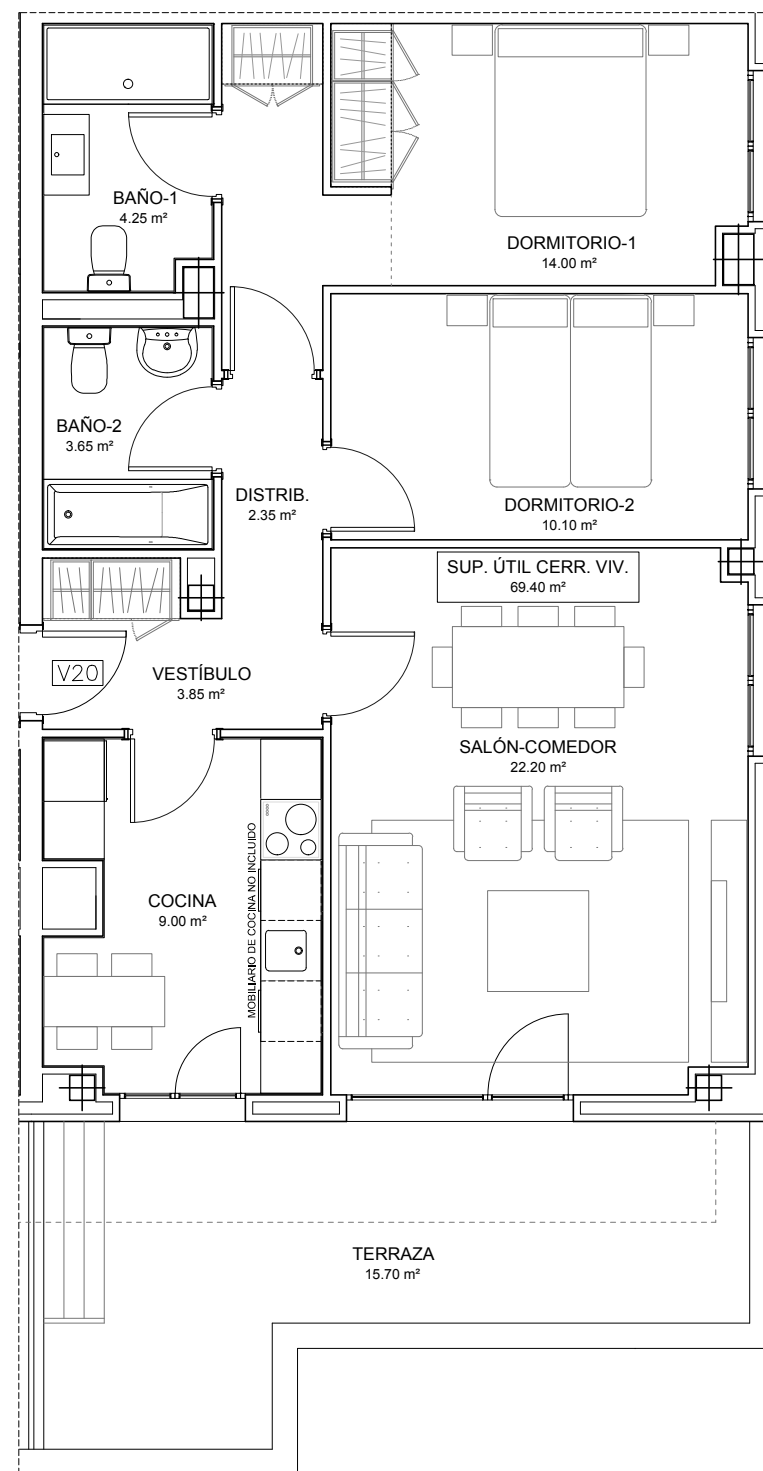 BAÑO-1
4.25 m²
DORMITORIO-1
14.00 m²
BAÑO-2
3.65 m²
DISTRIB.
2.35 m²
DORMITORIO-2
10.10 m²
SUP. ÚTIL CERR. VIV.
69.40 m²
V20
VESTÍBULO
3.85 m²
SALÓN-COMEDOR
22.20 m²
COCINA
9.00 m²
MOBILIARIO DE COCINA NO INCLUIDO
TERRAZA
15.70 m²